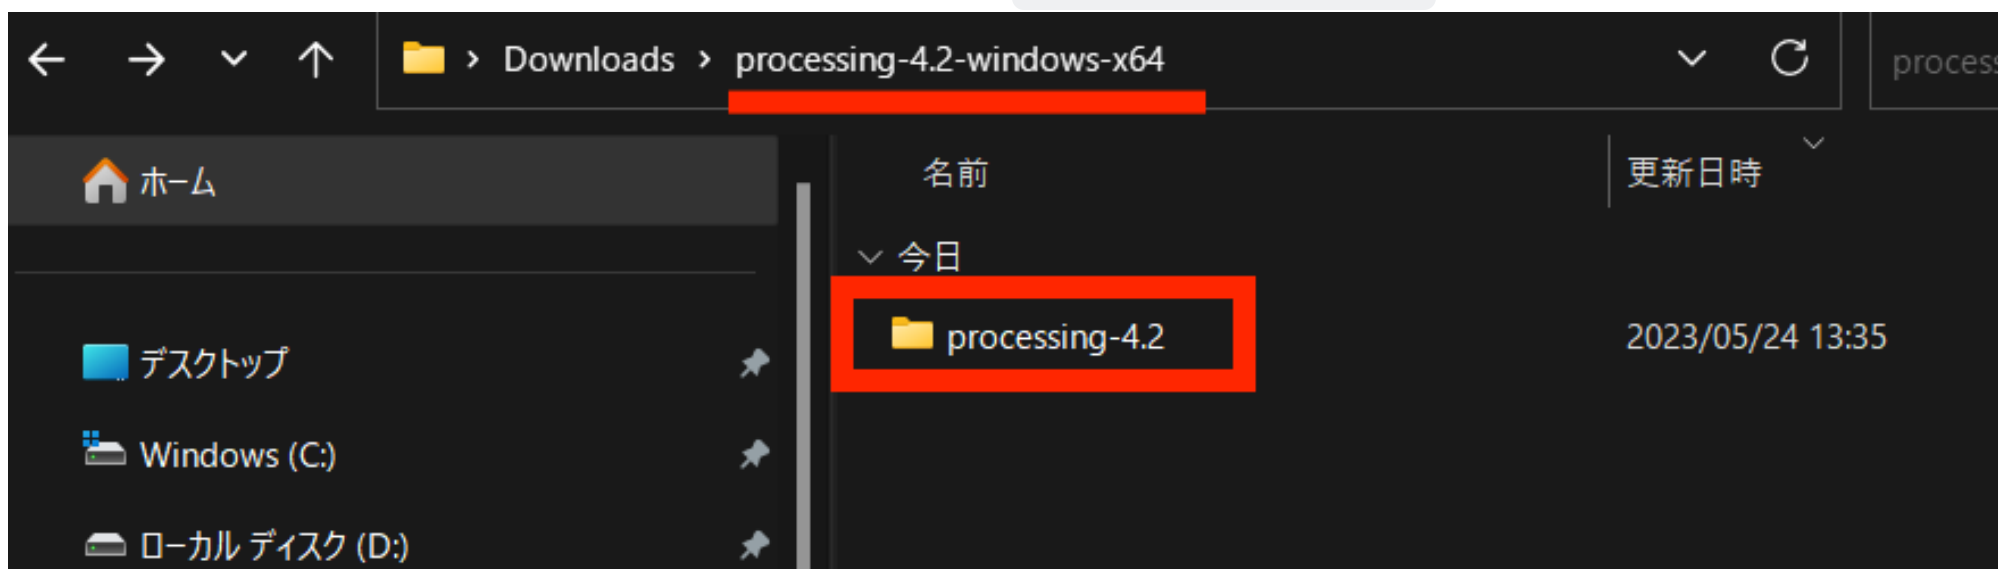 Downloads > processing-4.2-windows-x64
process
ホーム
名前 更新日時
今日
processing-4.2 2023/05/24 13:35
デスクトップ
Windows (C:)
ローカル ディスク (D:)